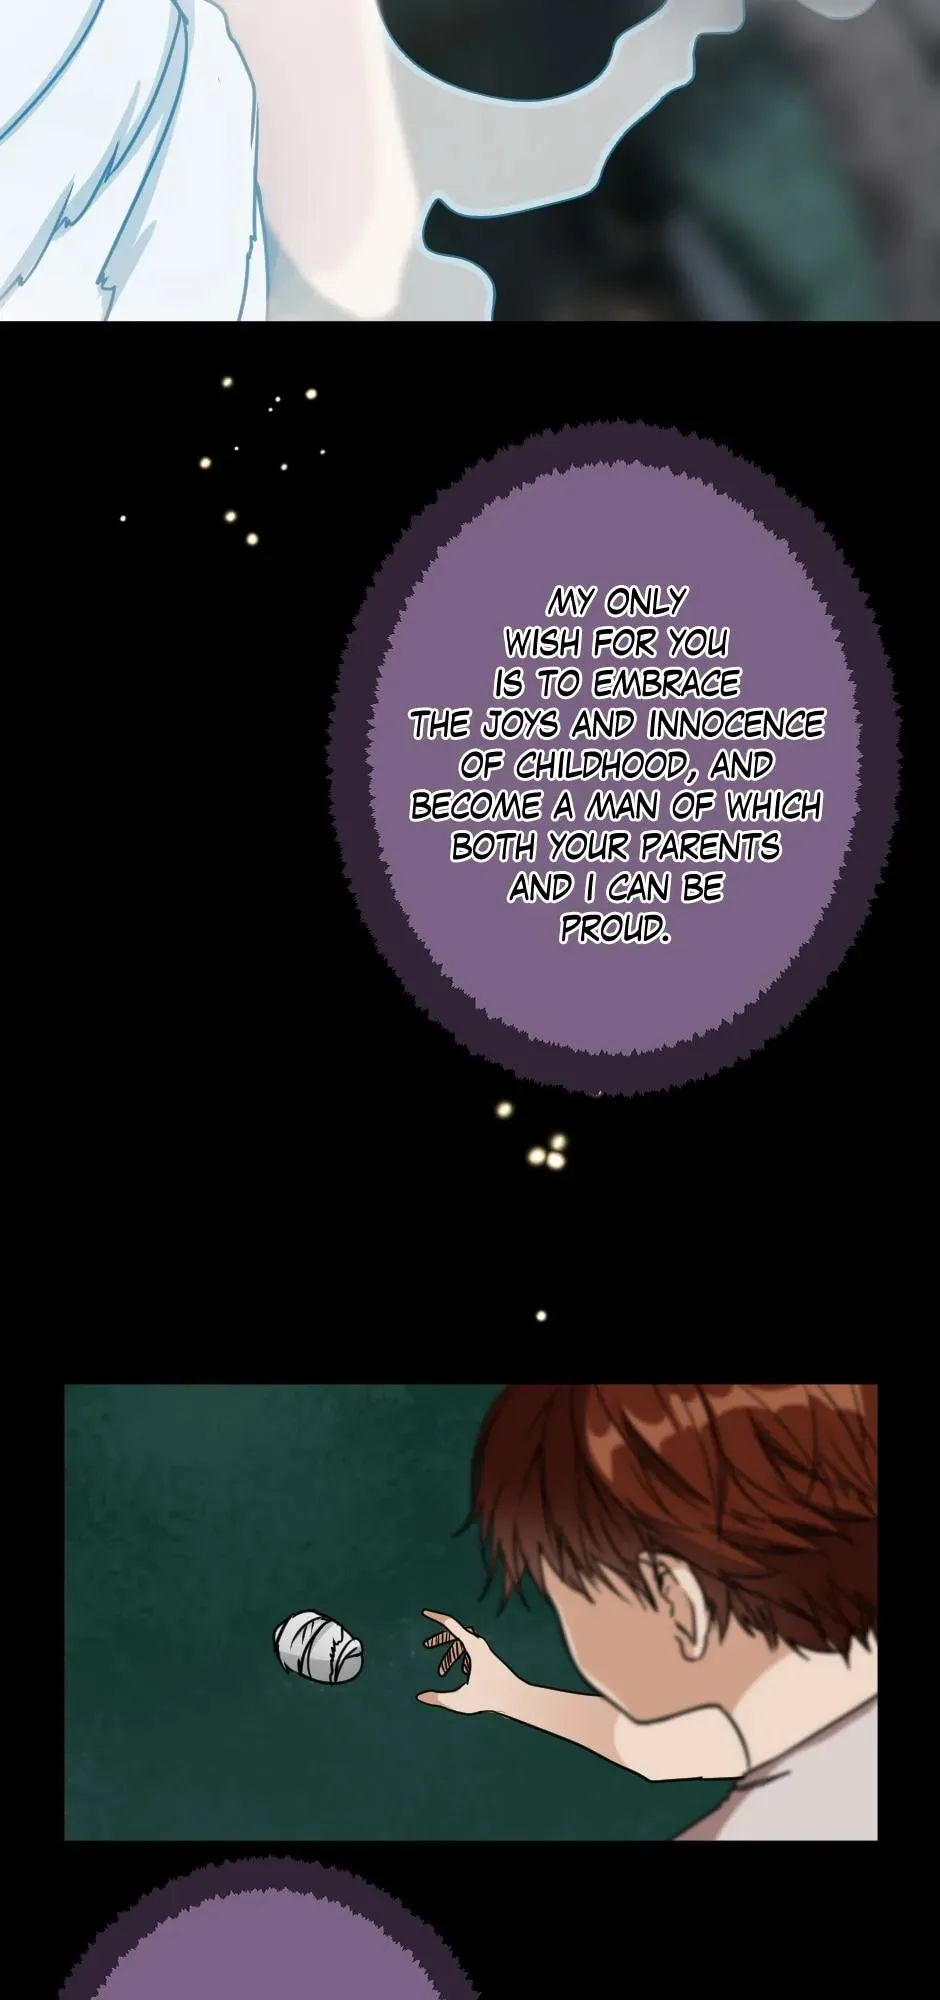 MY ONLY
WISH FOR YOU
IS TO EMBRACE
THE JOYS AND INNOCENCE
OF CHILDHOOD, AND
BECOME A MAN OF WHICH
BOTH YOUR PARENTS
AND I CAN BE
PROUD.